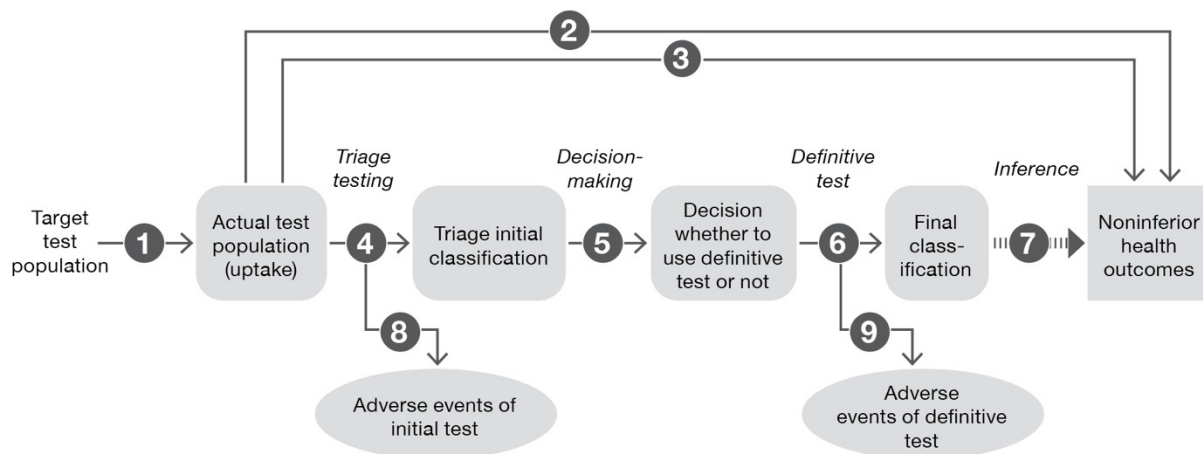 2
3
Triage
testing
Decision-
making
Definitive
test
Inference
Target
test
population
1
Actual test
population
(uptake)
4
Triage initial
classification
5
Decision
whether to
use definitive
test or not
6
Final
class-
ification
7
Noninferior
health
outcomes
8
9
Adverse events of
initial test
Adverse
events of definitive
test